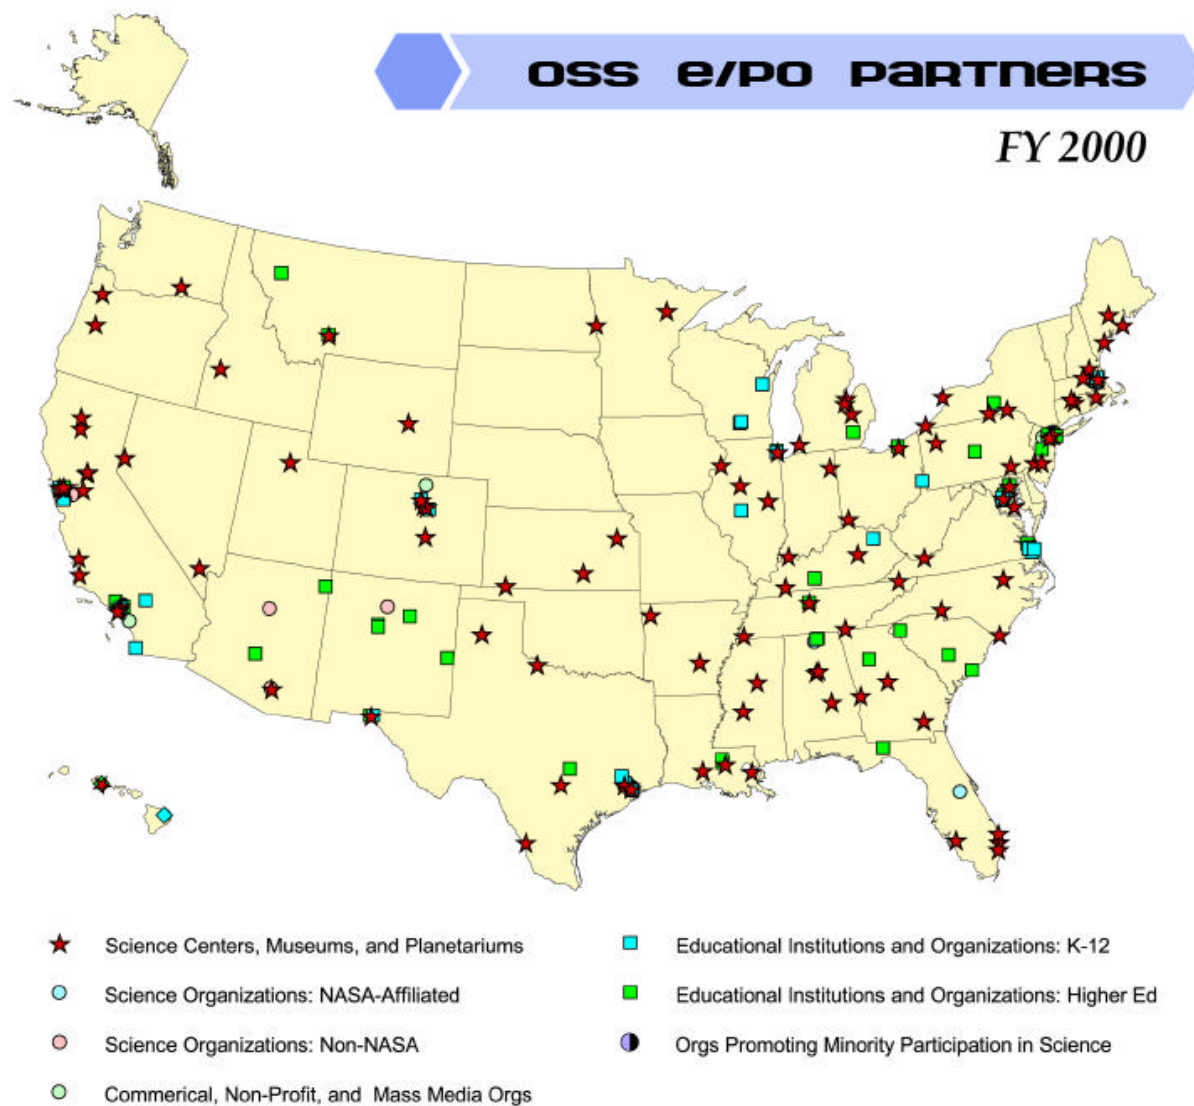 OSS E/PO PARTNERS
FY 2000
Science Centers, Museums, and Planetariums
Science Organizations: NASA-Affiliated
Science Organizations: Non-NASA
Commerical, Non-Profit, and Mass Media Orgs
Educational Institutions and Organizations: K-12
Educational Institutions and Organizations: Higher Ed
Orgs Promoting Minority Participation in Science